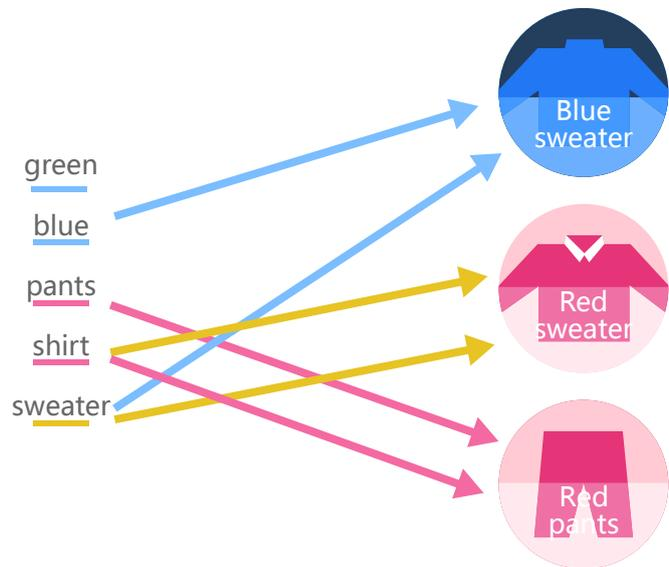 green
blue
pants
shirt
sweater
Blue
sweater
Red
sweater
Red
pants